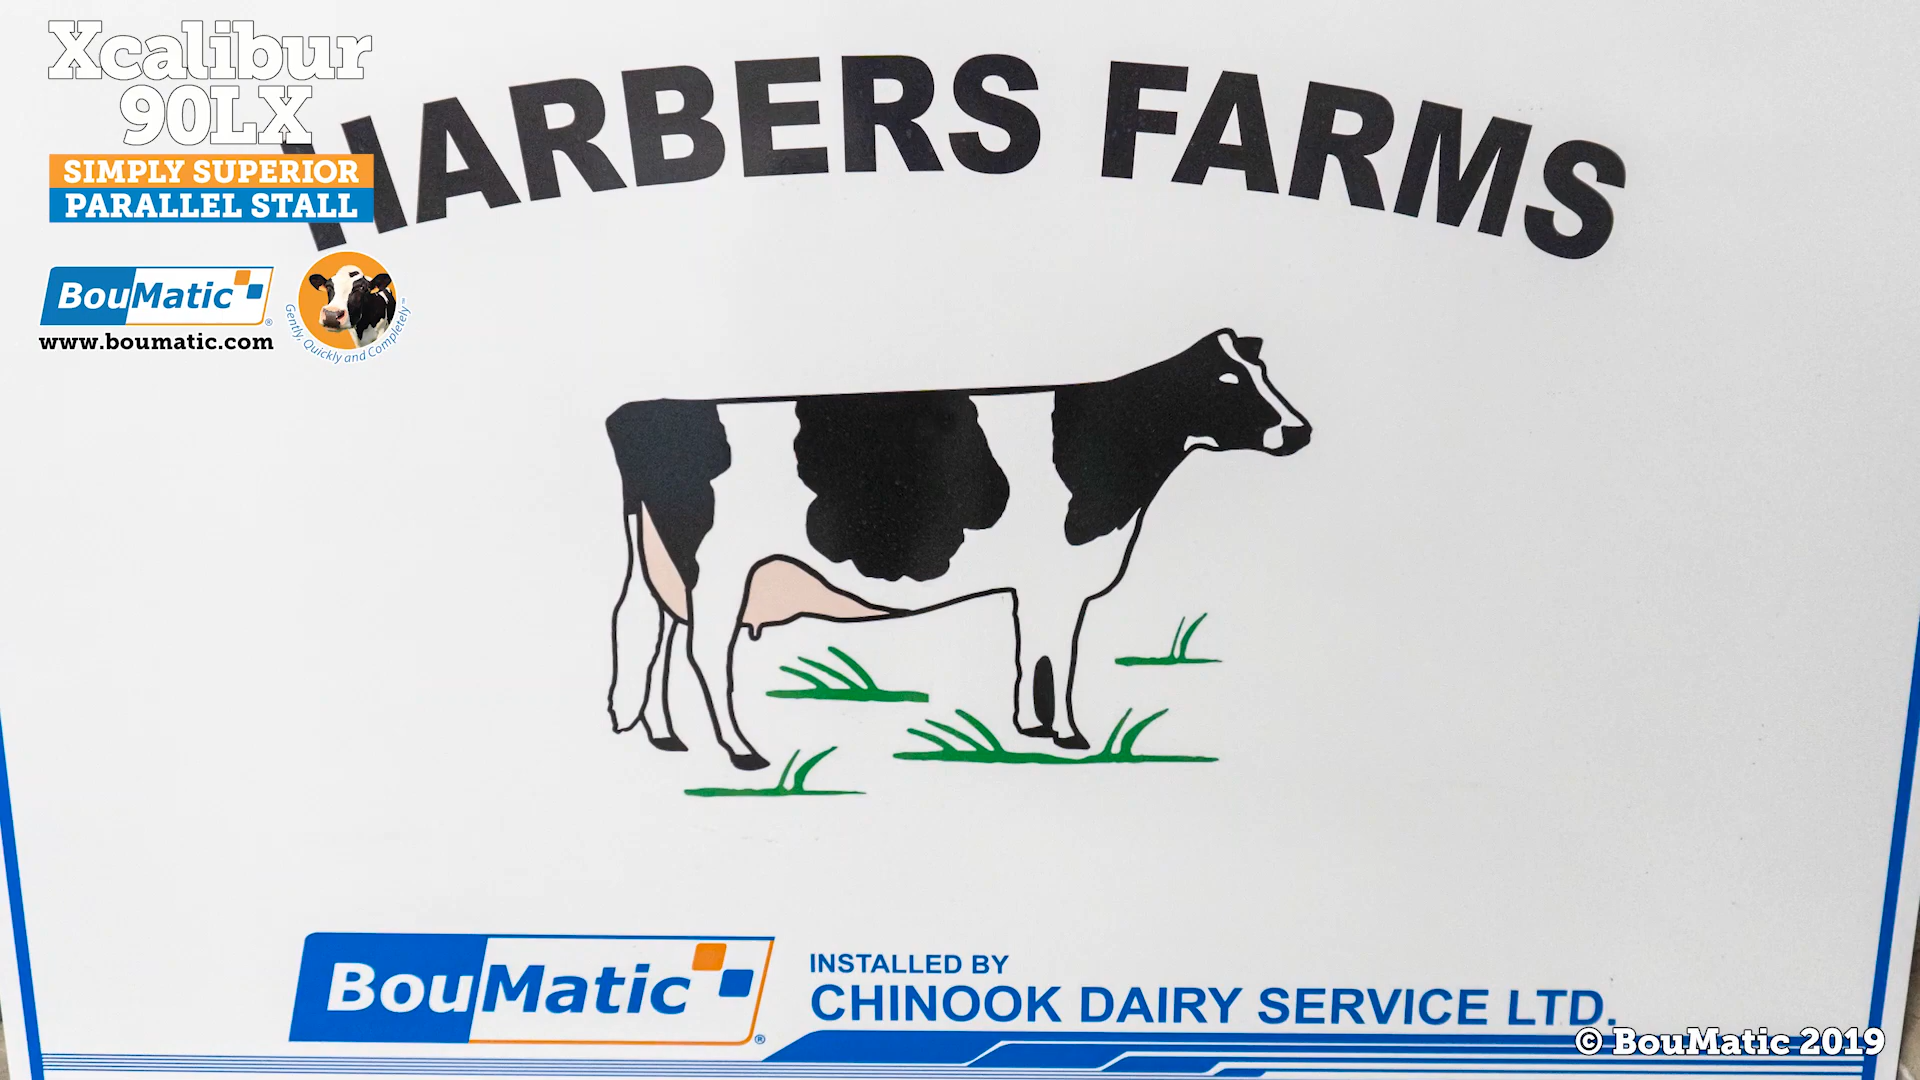 Xcalibur
90LX
SIMPLY SUPERIOR
PARALLEL STALL
BouMatic®
www.boumatic.com
Gently, Quickly and Completely™
HARBERS FARMS
BouMatic®
INSTALLED BY
CHINOOK DAIRY SERVICE LTD.
© BouMatic 2019